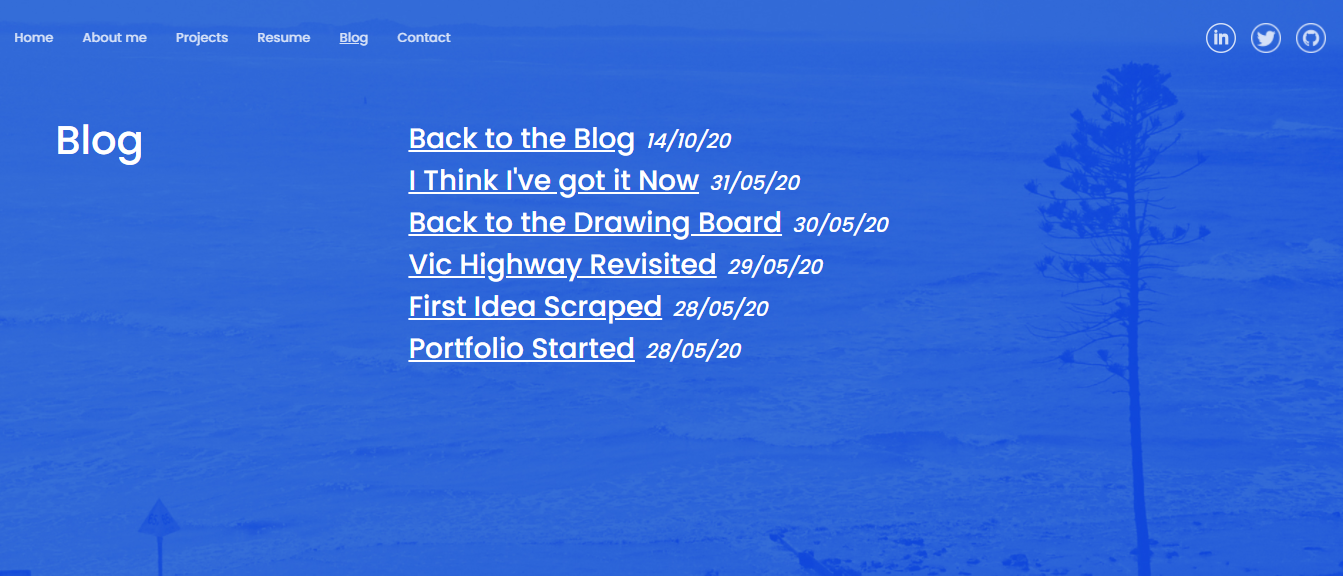 Home About me Projects Resume Blog Contact in
Blog
Back to the Blog 14/10/20
I Think I've got it Now 31/05/20
Back to the Drawing Board 30/05/20
Vic Highway Revisited 29/05/20
First Idea Scraped 28/05/20
Portfolio Started 28/05/20